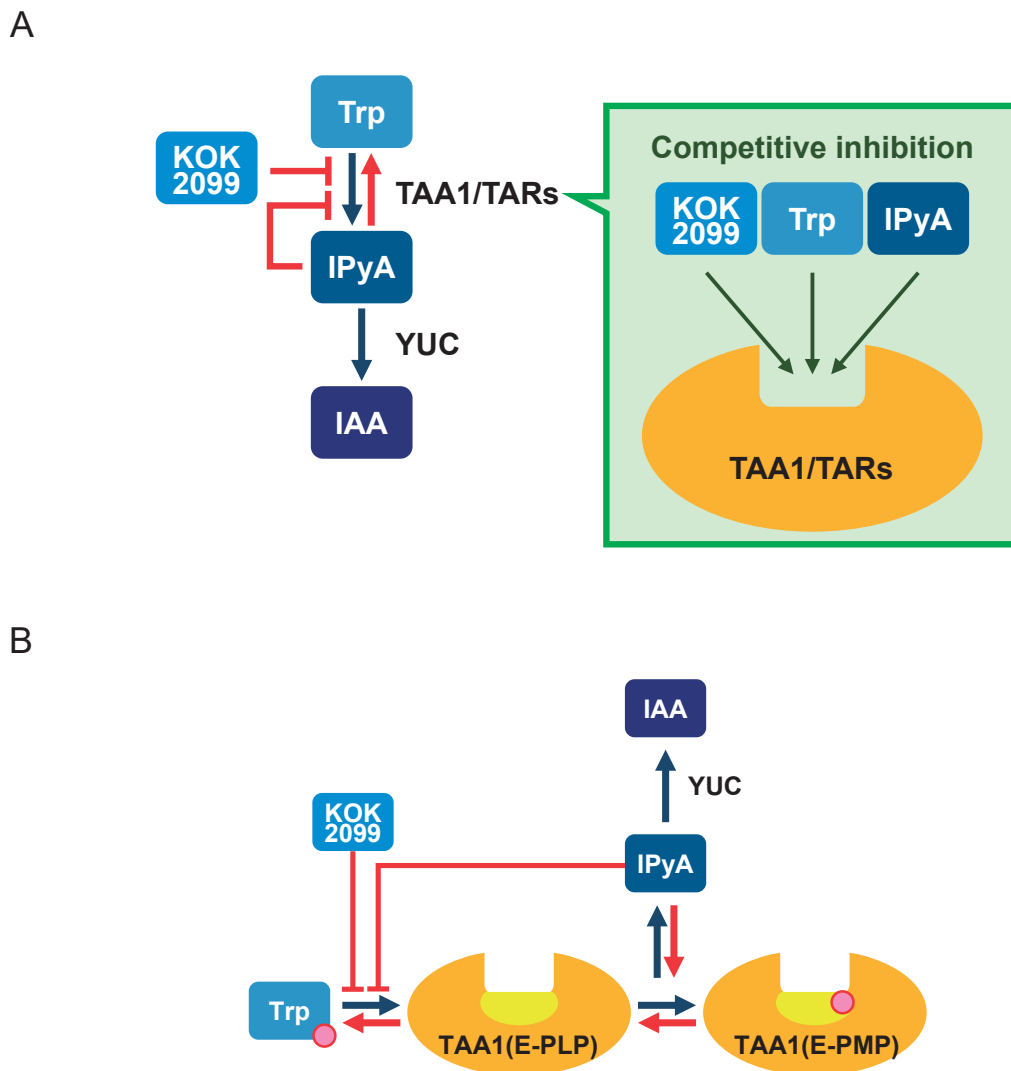 A
Trp
KOK
2099
TAA1/TARs
IPyA
YUC
IAA
Competitive inhibition
KOK
2099
Trp
IPyA
TAA1/TARs
B
IAA
YUC
KOK
2099
IPyA
Trp
TAA1(E-PLP)
TAA1(E-PMP)